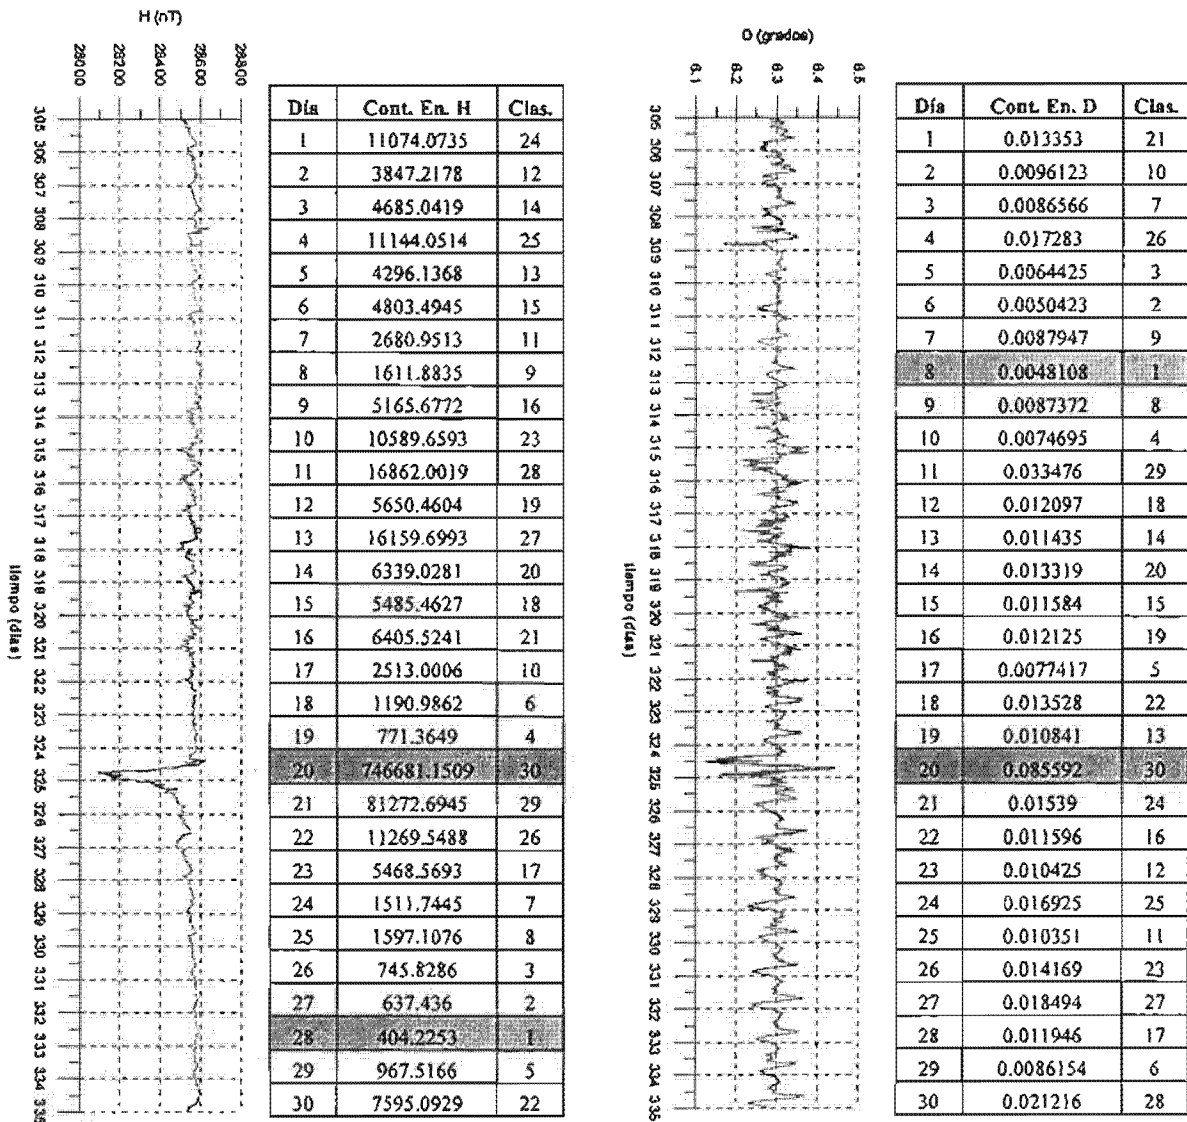 H (nT)
28000 28200 28400 28600 28800
305 306 307 308 309 310 311 312 313 314 315 316 317 318 319 320 321 322 323 324 325 326 327 328 329 330 331 332 333 334 335
tiempo (días)
Día Cont. En. H Clas.
1 11074.0735 24
2 3847.2178 12
3 4685.0419 14
4 11144.0514 25
5 4296.1368 13
6 4803.4945 15
7 2680.9513 11
8 1611.8835 9
9 5165.6772 16
10 10589.6593 23
11 16862.0019 28
12 5650.4604 19
13 16159.6993 27
14 6339.0281 20
15 5485.4627 18
16 6405.5241 21
17 2513.0006 10
18 1190.9862 6
19 771.3649 4
20 746681.1509 30
21 81272.6945 29
22 11269.5488 26
23 5468.5693 17
24 1511.7445 7
25 1597.1076 8
26 745.8286 3
27 637.436 2
28 404.2253 1
29 967.5166 5
30 7595.0929 22
D (grados)
6.1 6.2 6.3 6.4 6.5
305 306 307 308 309 310 311 312 313 314 315 316 317 318 319 320 321 322 323 324 325 326 327 328 329 330 331 332 333 334 335
tiempo (días)
Día Cont. En. D Clas.
1 0.013353 21
2 0.0096123 10
3 0.0086566 7
4 0.017283 26
5 0.0064425 3
6 0.0050423 2
7 0.0087947 9
8 0.0048108 1
9 0.0087372 8
10 0.0074695 4
11 0.033476 29
12 0.012097 18
13 0.011435 14
14 0.013319 20
15 0.011584 15
16 0.012125 19
17 0.0077417 5
18 0.013528 22
19 0.010841 13
20 0.085592 30
21 0.01539 24
22 0.011596 16
23 0.010425 12
24 0.016925 25
25 0.010351 11
26 0.014169 23
27 0.018494 27
28 0.011946 17
29 0.0086154 6
30 0.021216 28